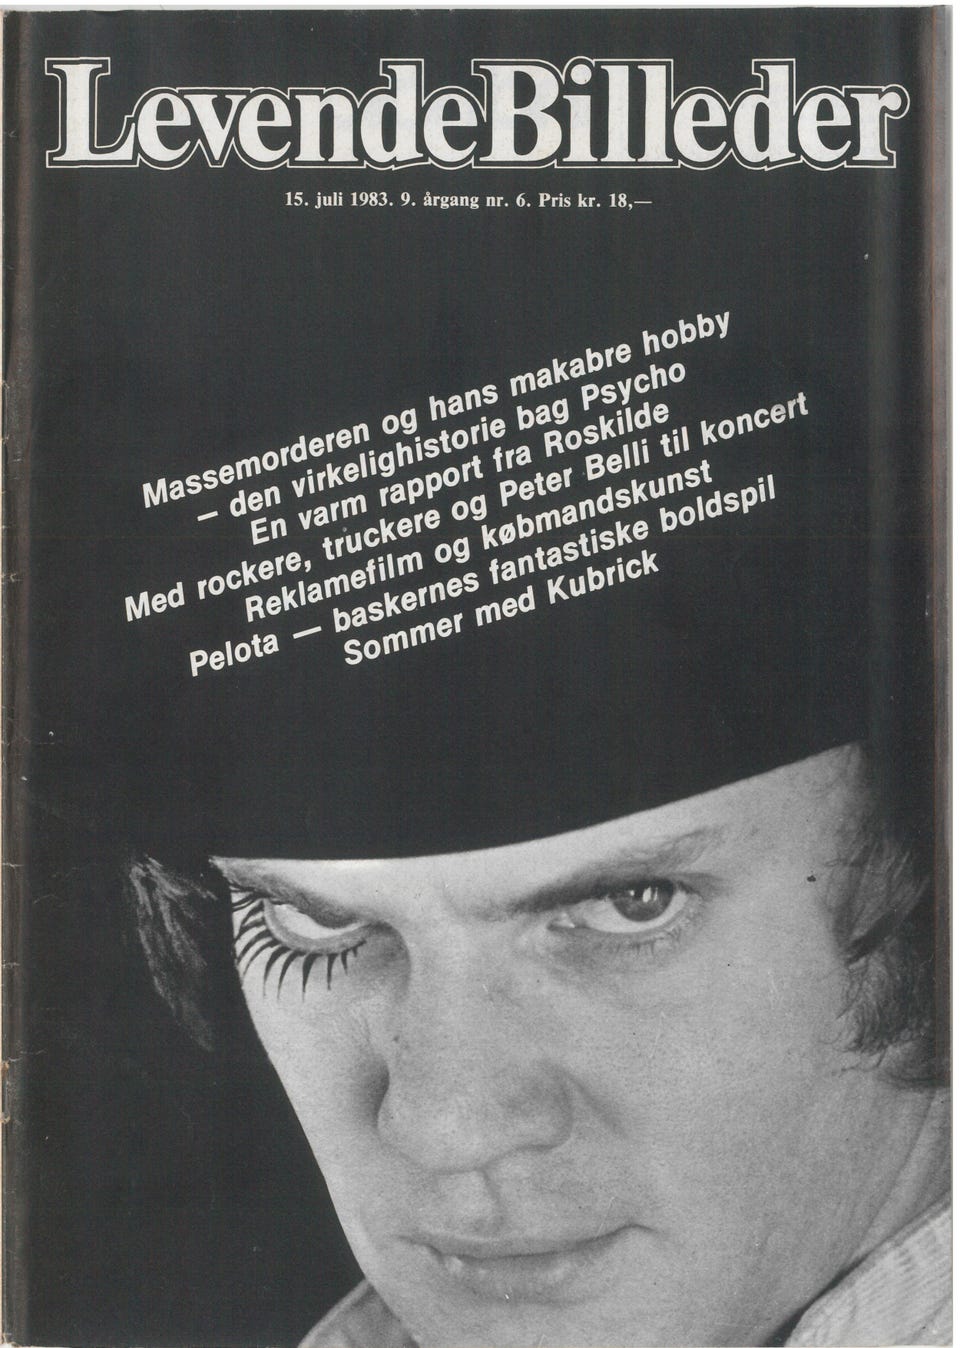 LevendeBilleder
15. juli 1983. 9. årgang nr. 6. Pris kr. 18,—
Massemorderen og hans makabre hobby
– den virkelighistorie bag Psycho
En varm rapport fra Roskilde
Med rockere, truckere og Peter Belli til koncert
Reklamefilm og købmandskunst
Pelota — baskernes fantastiske boldspil
Sommer med Kubrick